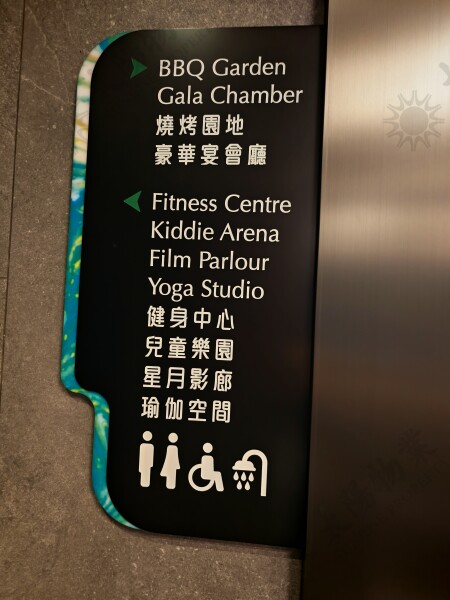 BBQ Garden
Gala Chamber
燒烤園地
豪華宴會廳
Fitness Centre
Kiddie Arena
Film Parlour
Yoga Studio
健身中心
兒童樂園
星月影廊
瑜伽空間